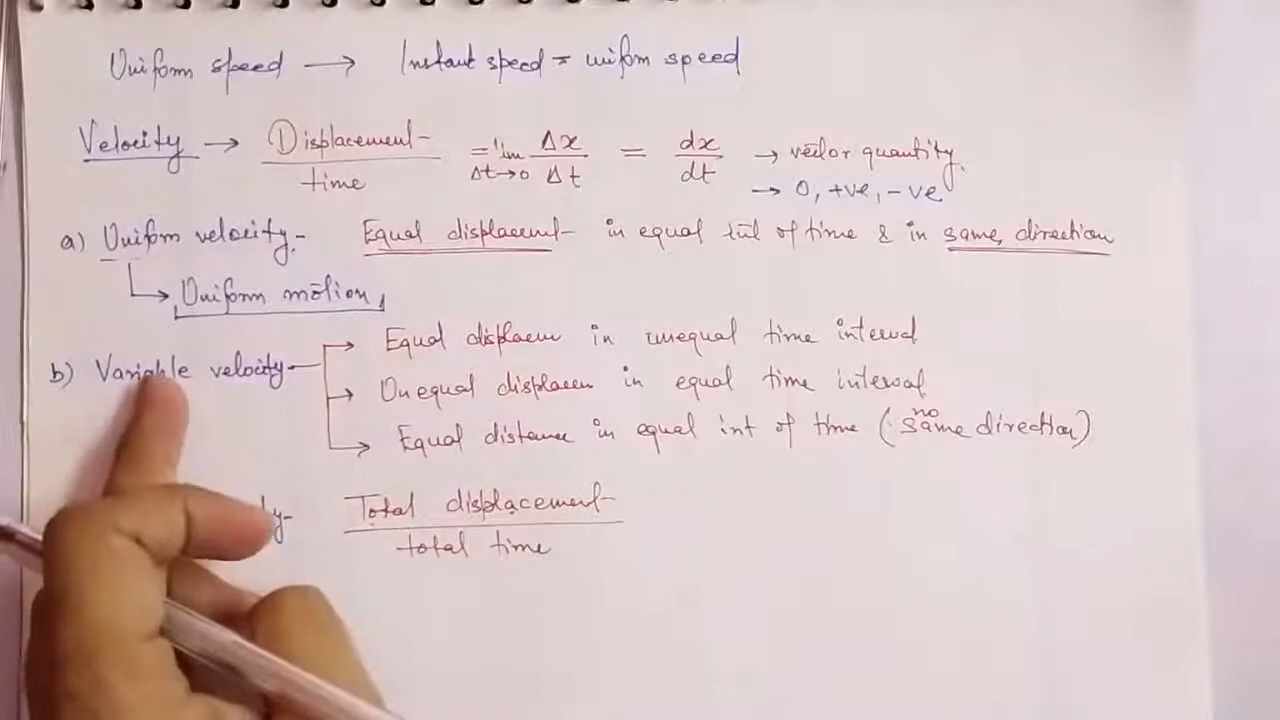 Uniform speed → Instant speed = unifom speed
Velocity → Displacement / time = lim Δt→0 Δx / Δt = dx / dt → vector quantity.
→ 0, +ve, -ve
a) Uniform velocity - Equal displacement in equal int of time & in same direction
↳ Uniform motion
b) Variable velocity → Equal displacem in unequal time interval
→ Unequal displacem in equal time interval
→ Equal distance in equal int of time (no same direction)
Total displacement / total time